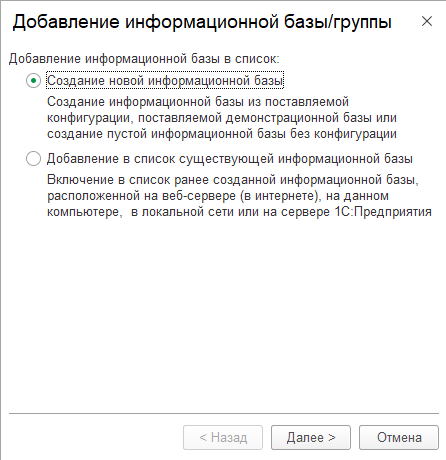 Добавление информационной базы/группы
Добавление информационной базы в список:
Создание новой информационной базы
Создание информационной базы из поставляемой
конфигурации, поставляемой демонстрационной базы или
создание пустой информационной базы без конфигурации
Добавление в список существующей информационной базы
Включение в список ранее созданной информационной базы,
расположенной на веб-сервере (в интернете), на данном
компьютере,  в локальной сети или на сервере 1С:Предприятия
< Назад
Далее >
Отмена